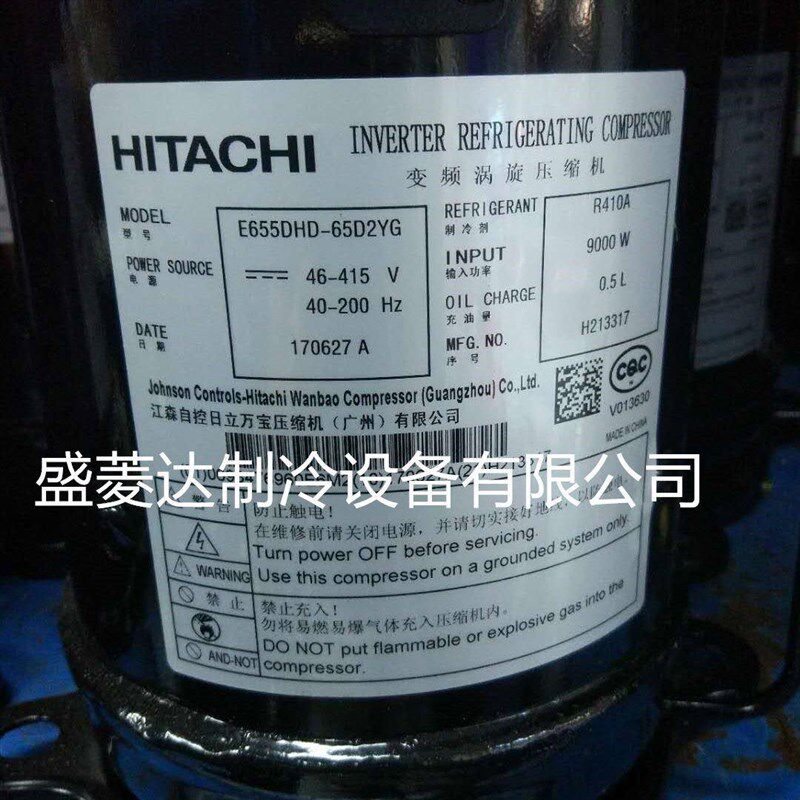 HITACHI
INVERTER REFRIGERATING COMPRESSOR
变频涡旋压缩机
MODEL
型号
E655DHD-65D2YG
REFRIGERANT
制冷剂
R410A
POWER SOURCE
电源
46-415 V
40-200 Hz
INPUT
输入功率
9000 W
OIL CHARGE
充油量
0.5 L
DATE
日期
170627 A
MFG.NO.
序号
H213317
Johnson Controls-Hitachi Wanbao Compressor (Guangzhou) Co.,Ltd.
江森自控日立万宝压缩机（广州）有限公司
CQC
V013630
MADE IN CHINA
盛菱达制冷设备有限公司
警告
防止触电!
在维修前请关闭电源，并请切实接好地线，以
Turn power OFF before servicing.
Use this compressor on a grounded system only.
WARNING
禁止
禁止充入!
勿将易燃易爆气体充入压缩机内。
DO NOT put flammable or explosive gas into the
compressor.
AND-NOT